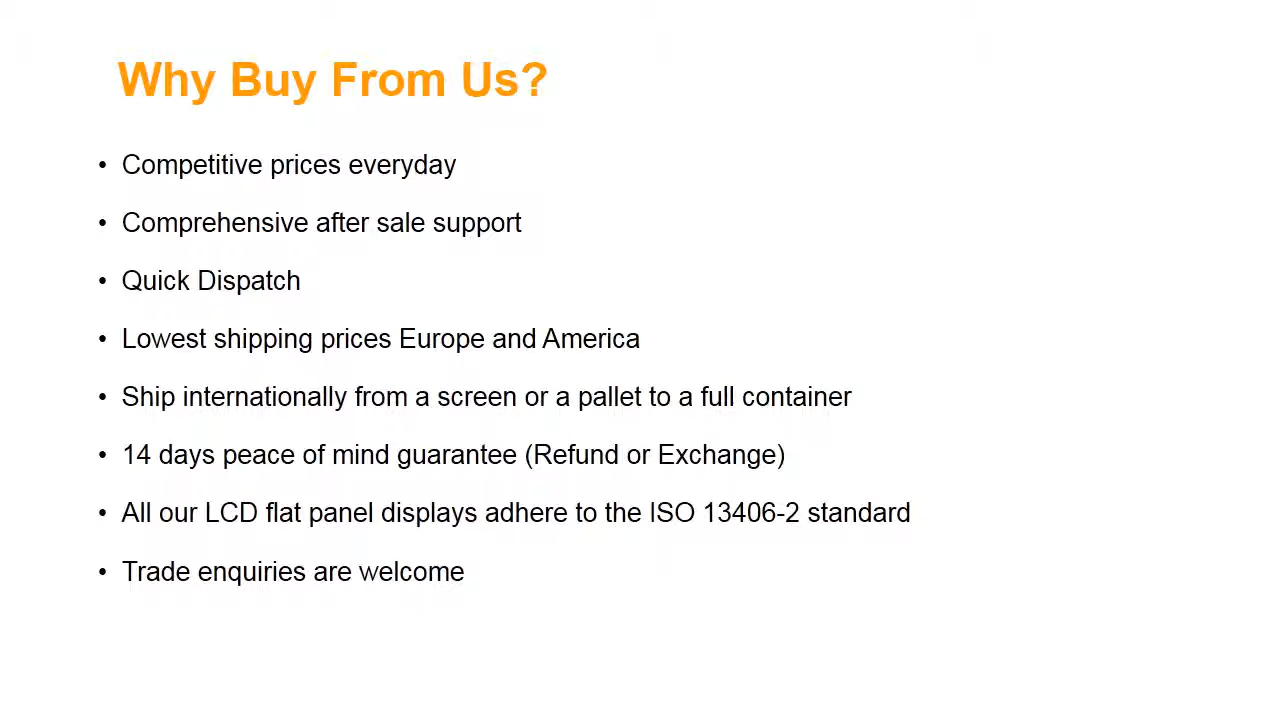 Why Buy From Us?
• Competitive prices everyday
• Comprehensive after sale support
• Quick Dispatch
• Lowest shipping prices Europe and America
• Ship internationally from a screen or a pallet to a full container
• 14 days peace of mind guarantee (Refund or Exchange)
• All our LCD flat panel displays adhere to the ISO 13406-2 standard
• Trade enquiries are welcome